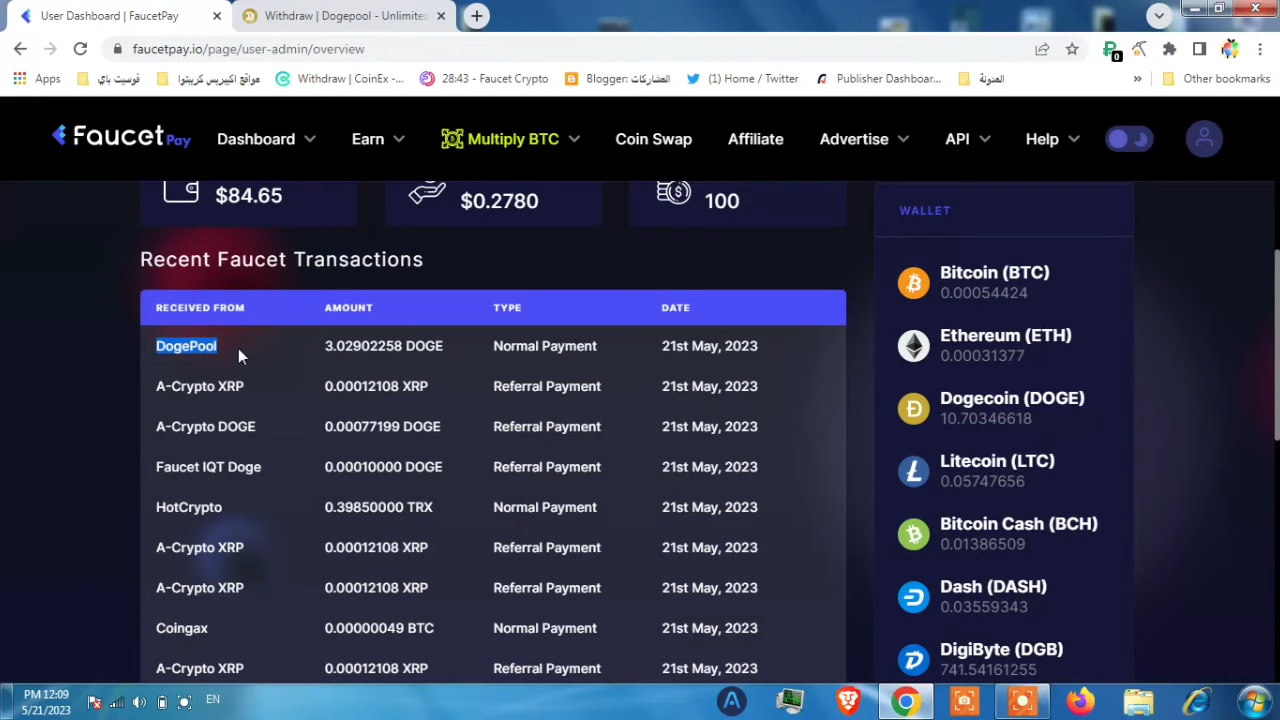 User Dashboard | FaucetPay
Withdraw | Dogepool - Unlimited
faucetpay.io/page/user-admin/overview
0
Apps
فوسيت باي
مواقع اكسبريس كريبتوا
Withdraw | CoinEx -...
28:43 - Faucet Crypto
Blogger: المشاركات
(1) Home / Twitter
Publisher Dashboar...
المدونة
»
Other bookmarks
FaucetPay
Dashboard
Earn
Multiply BTC
Coin Swap
Affiliate
Advertise
API
Help
$84.65
$0.2780
100
Recent Faucet Transactions
RECEIVED FROM AMOUNT TYPE DATE
DogePool 3.02902258 DOGE Normal Payment 21st May, 2023
A-Crypto XRP 0.00012108 XRP Referral Payment 21st May, 2023
A-Crypto DOGE 0.00077199 DOGE Referral Payment 21st May, 2023
Faucet IQT Doge 0.00010000 DOGE Referral Payment 21st May, 2023
HotCrypto 0.39850000 TRX Normal Payment 21st May, 2023
A-Crypto XRP 0.00012108 XRP Referral Payment 21st May, 2023
A-Crypto XRP 0.00012108 XRP Referral Payment 21st May, 2023
Coingax 0.00000049 BTC Normal Payment 21st May, 2023
A-Crypto XRP 0.00012108 XRP Referral Payment 21st May, 2023
WALLET
Bitcoin (BTC)
0.00054424
Ethereum (ETH)
0.00031377
Dogecoin (DOGE)
10.70346618
Litecoin (LTC)
0.05747656
Bitcoin Cash (BCH)
0.01386509
Dash (DASH)
0.03559343
DigiByte (DGB)
741.54161255
PM 12:09
5/21/2023
EN